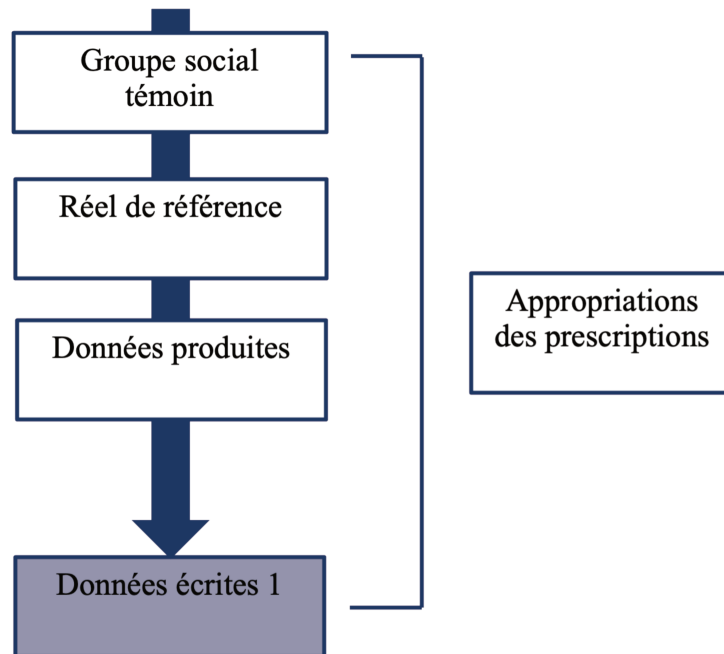 Groupe social
témoin
Réel de référence
Données produites
Données écrites 1
Appropriations
des prescriptions